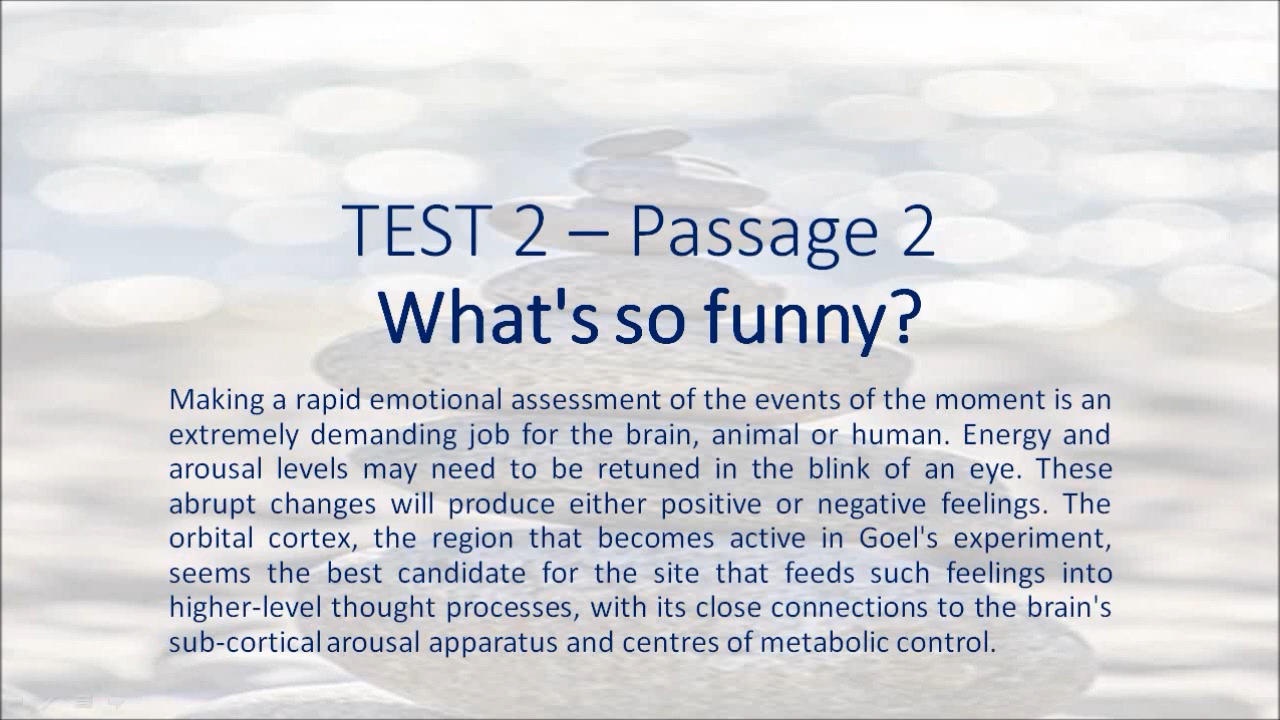 TEST 2 – Passage 2
What's so funny?
Making a rapid emotional assessment of the events of the moment is an
extremely demanding job for the brain, animal or human. Energy and
arousal levels may need to be retuned in the blink of an eye. These
abrupt changes will produce either positive or negative feelings. The
orbital cortex, the region that becomes active in Goel's experiment,
seems the best candidate for the site that feeds such feelings into
higher-level thought processes, with its close connections to the brain's
sub-cortical arousal apparatus and centres of metabolic control.